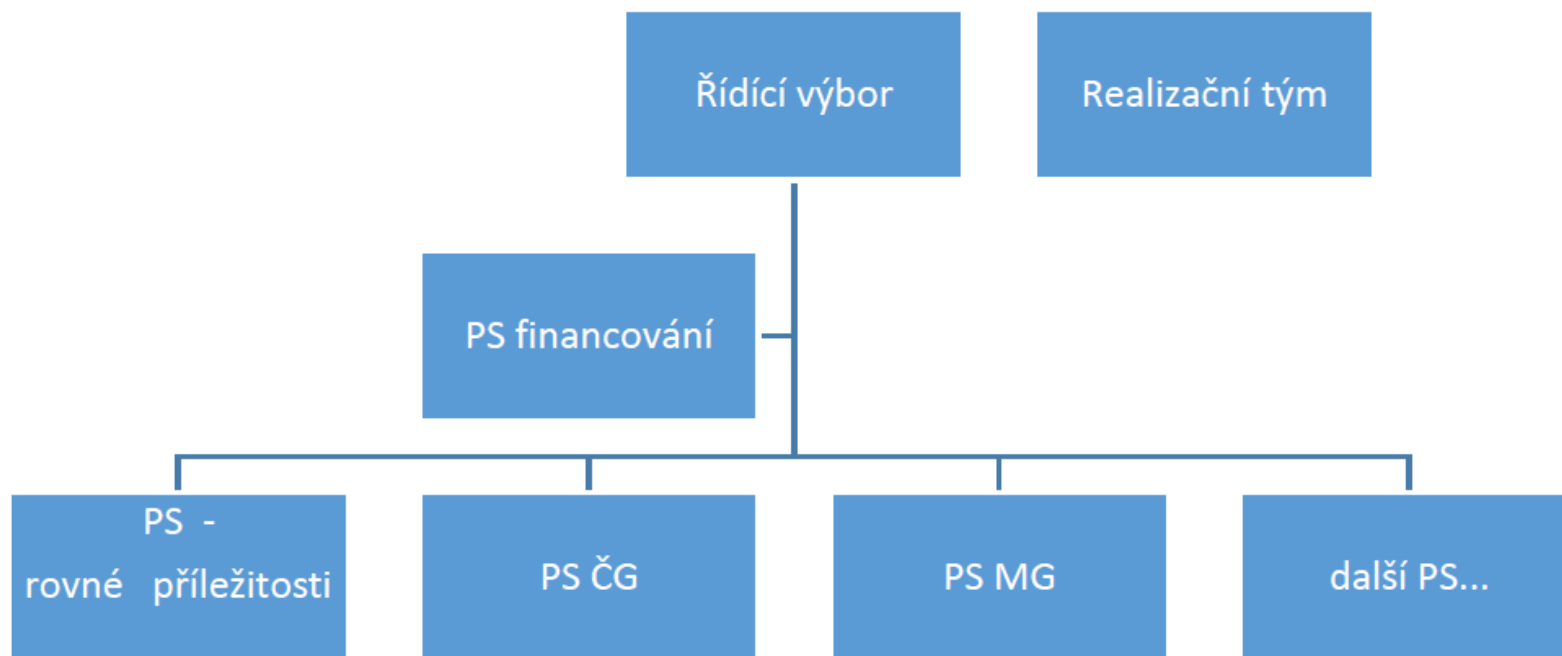 Řídící výbor
Realizační tým
PS financování
PS -
rovné příležitosti
PS ČG
PS MG
další PS...